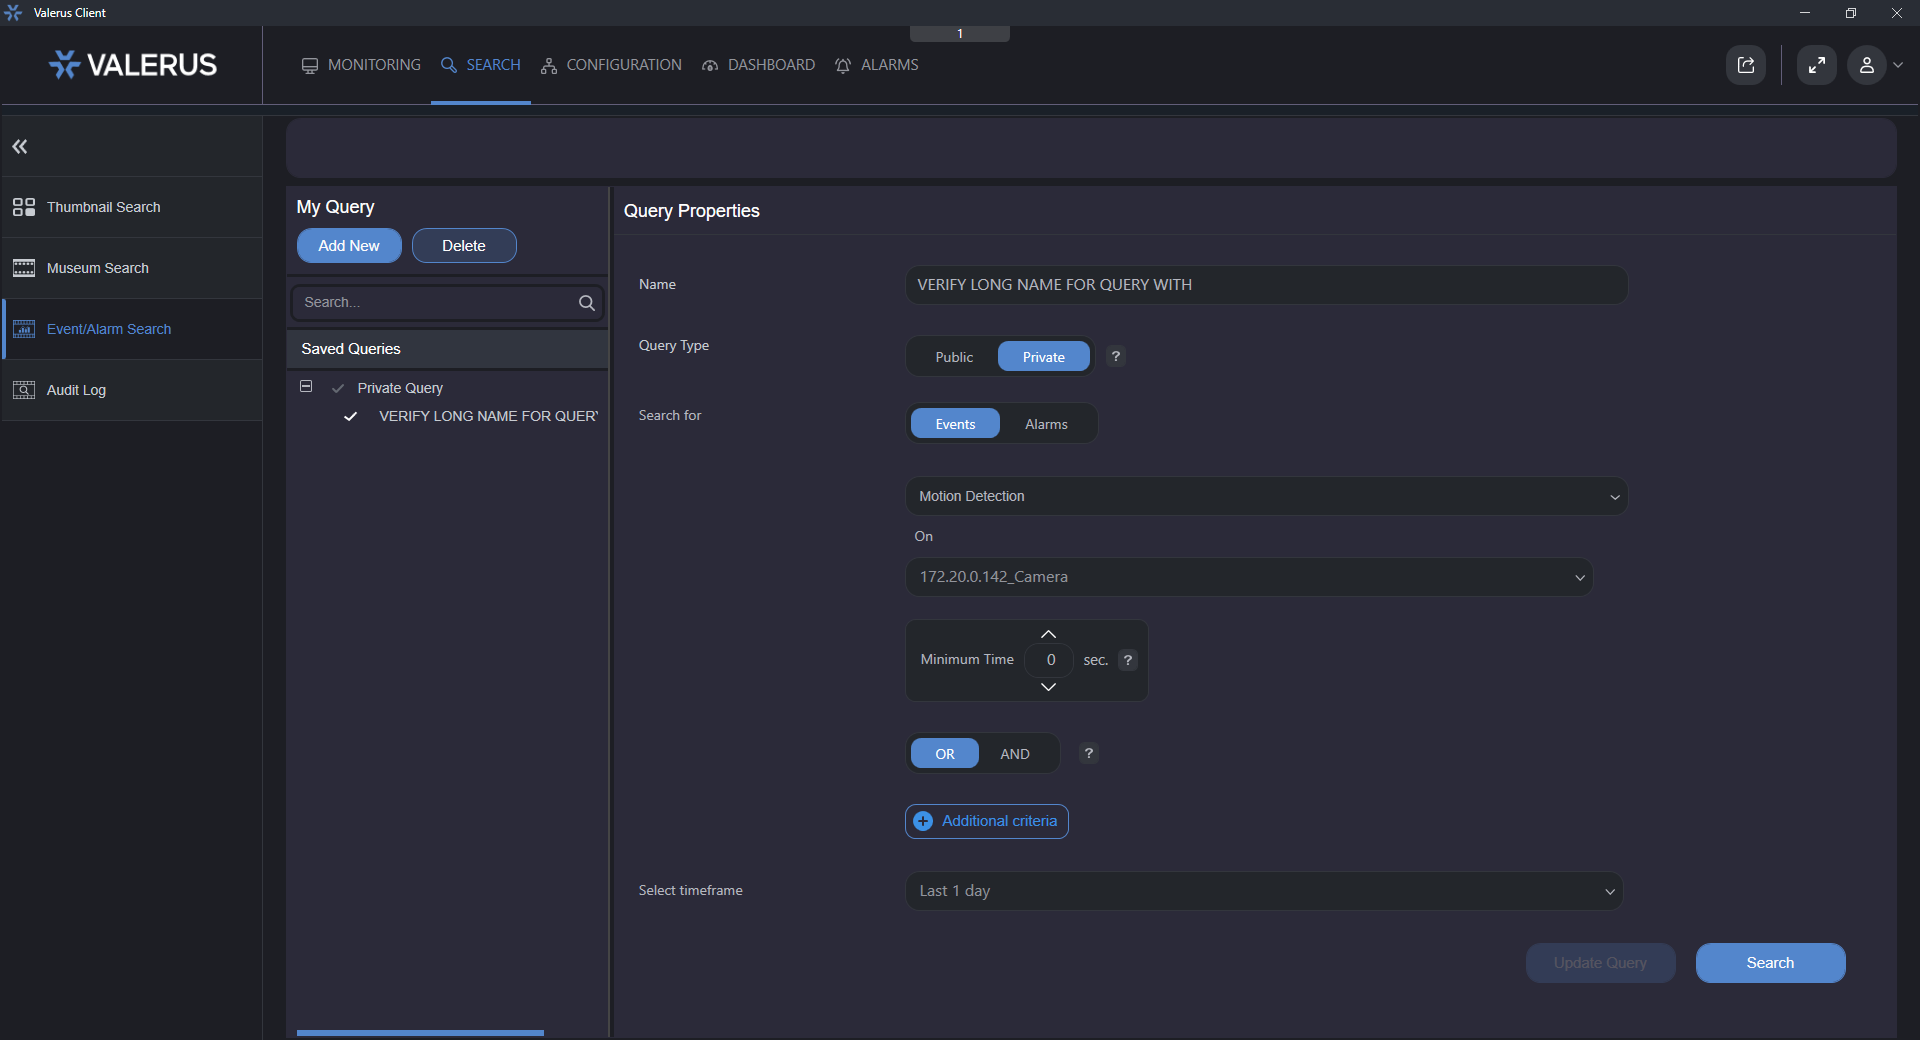 Valerus Client
1
VALERUS
MONITORING
SEARCH
CONFIGURATION
DASHBOARD
ALARMS
Thumbnail Search
Museum Search
Event/Alarm Search
Audit Log
My Query
Add New
Delete
Search...
Saved Queries
Private Query
VERIFY LONG NAME FOR QUERY
Query Properties
Name
VERIFY LONG NAME FOR QUERY WITH
Query Type
Public
Private
?
Search for
Events
Alarms
Motion Detection
On
172.20.0.142_Camera
Minimum Time
0
sec.
?
OR
AND
?
Additional criteria
Select timeframe
Last 1 day
Update Query
Search